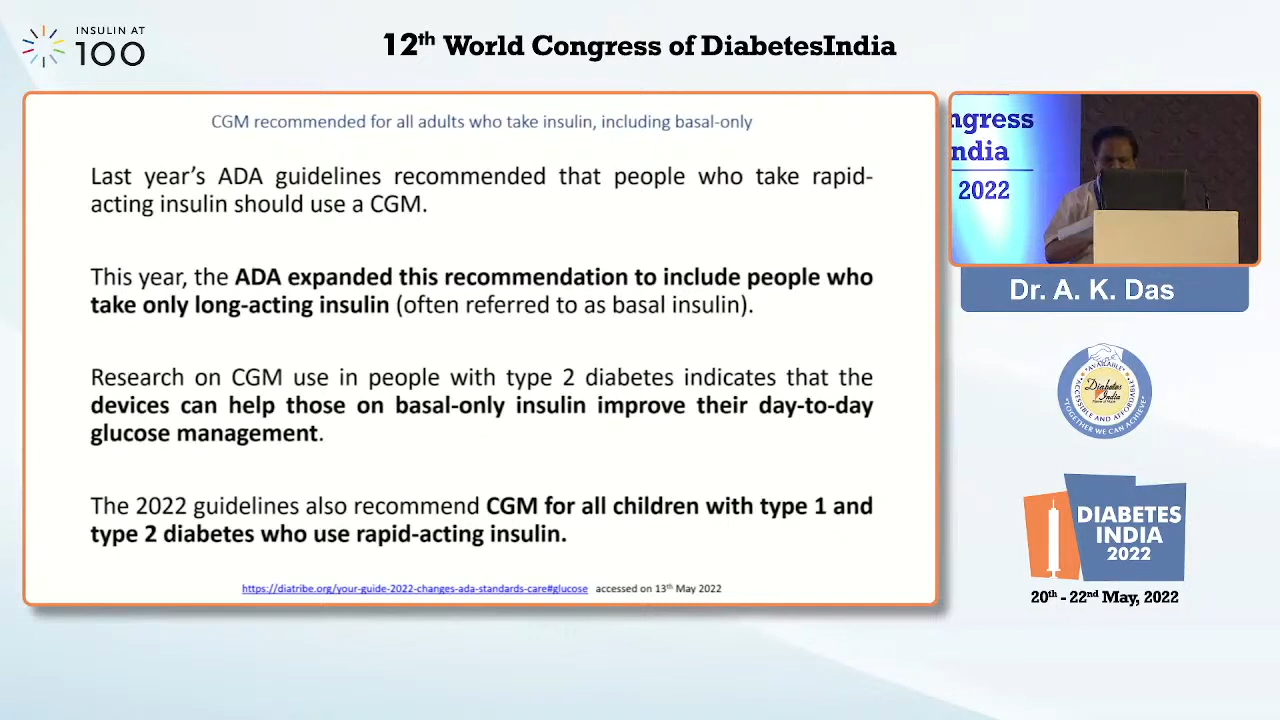 INSULIN AT
100
12th World Congress of DiabetesIndia
CGM recommended for all adults who take insulin, including basal-only
Last year's ADA guidelines recommended that people who take rapid-
acting insulin should use a CGM.
This year, the ADA expanded this recommendation to include people who
take only long-acting insulin (often referred to as basal insulin).
Research on CGM use in people with type 2 diabetes indicates that the
devices can help those on basal-only insulin improve their day-to-day
glucose management.
The 2022 guidelines also recommend CGM for all children with type 1 and
type 2 diabetes who use rapid-acting insulin.
https://diatribe.org/your-guide-2022-changes-ada-standards-care#glucose accessed on 13th May 2022
ngress
ndia
2022
Dr. A. K. Das
AVAILABLE
ACCESSIBLE AND AFFORDABLE
Diabetes
India
"TOGETHER WE CAN ACHIEVE"
DIABETES
INDIA
2022
20th - 22nd May, 2022